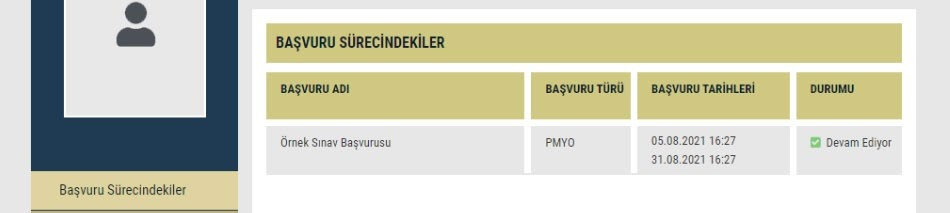 BAŞVURU SÜRECİNDEKİLER
BAŞVURU ADI
BAŞVURU TÜRÜ
BAŞVURU TARİHLERİ
DURUMU
Örnek Sınav Başvurusu
PMYO
05.08.2021 16:27
31.08.2021 16:27
Devam Ediyor
Başvuru Sürecindekiler